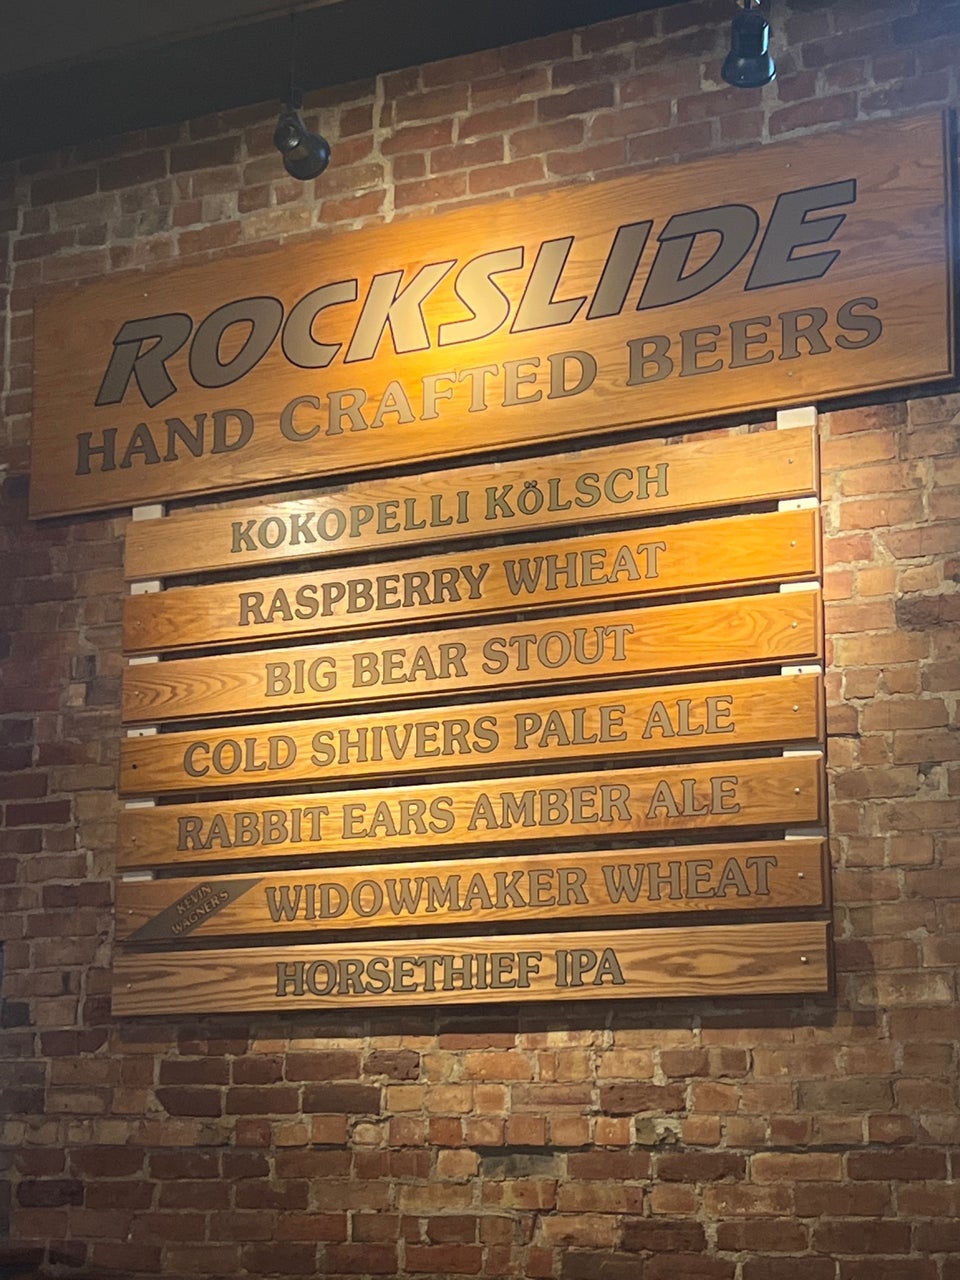 ROCKSLIDE
HAND CRAFTED BEERS
KOKOPELLI KÖLSCH
RASPBERRY WHEAT
BIG BEAR STOUT
COLD SHIVERS PALE ALE
RABBIT EARS AMBER ALE
KEVIN
WAGNER'S
WIDOWMAKER WHEAT
HORSETHIEF IPA